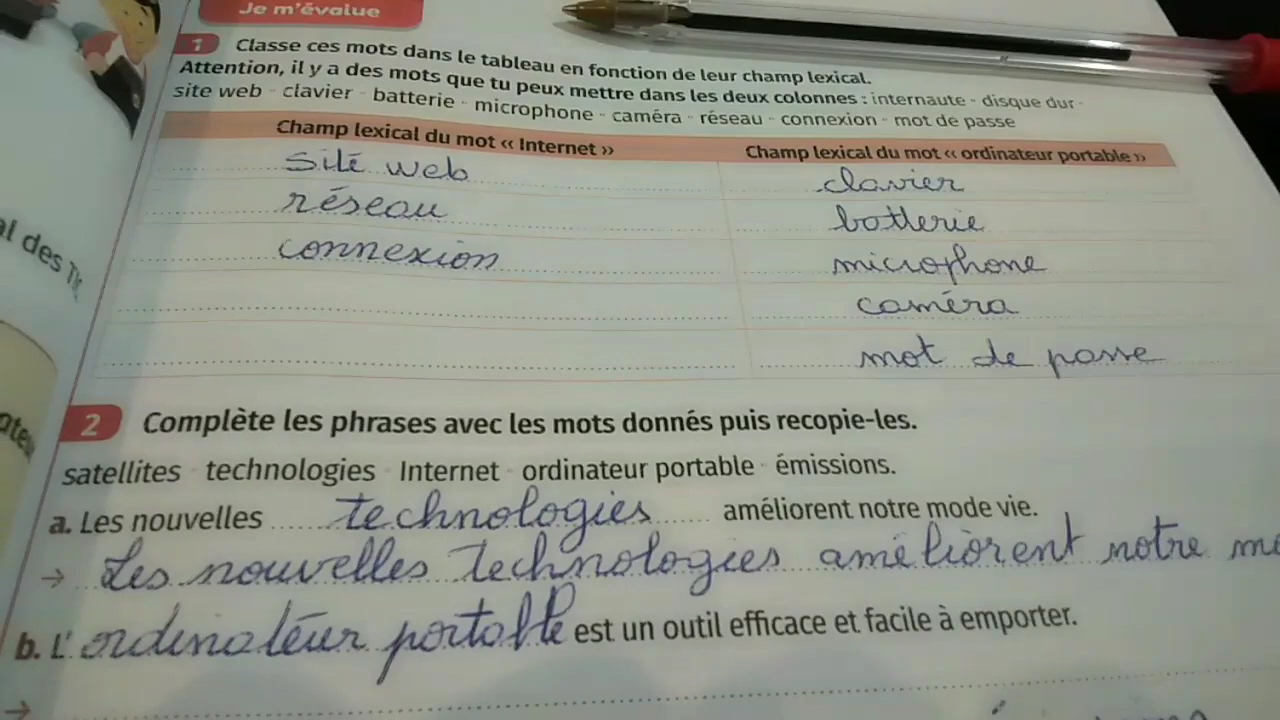 Je m'évalue
1 Classe ces mots dans le tableau en fonction de leur champ lexical.
Attention, il y a des mots que tu peux mettre dans les deux colonnes : internaute - disque dur -
site web - clavier - batterie - microphone - caméra - réseau - connexion - mot de passe
Champ lexical du mot « Internet » Champ lexical du mot « ordinateur portable »
site web clavier
réseau batterie
connexion microphone
caméra
mot de passe
2 Complète les phrases avec les mots donnés puis recopie-les.
satellites - technologies - Internet - ordinateur portable - émissions.
a. Les nouvelles technologies améliorent notre mode vie.
→ Les nouvelles technologies améliorent notre
b. L'ordinateur portable est un outil efficace et facile à emporter.
→
al des